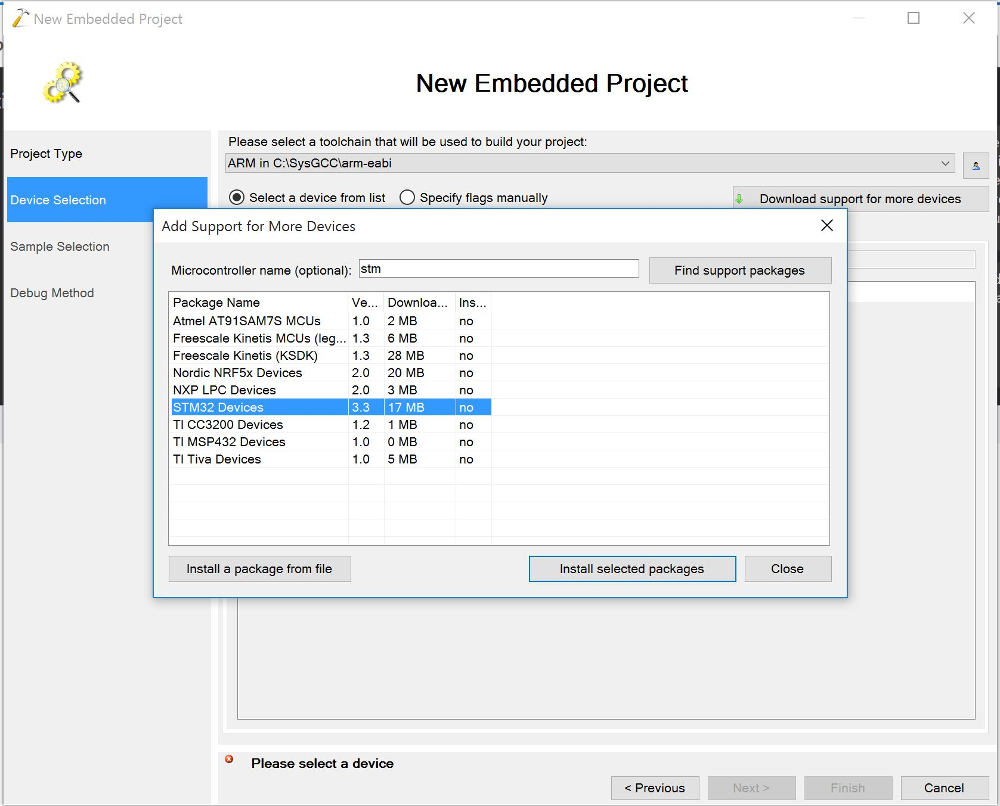 New Embedded Project
New Embedded Project
Project Type
Device Selection
Sample Selection
Debug Method
Please select a toolchain that will be used to build your project:
ARM in C:\SysGCC\arm-eabi
Select a device from list
Specify flags manually
Download support for more devices
Add Support for More Devices
Microcontroller name (optional): stm
Find support packages
Package Name Ve... Downloa... Ins...
Atmel AT91SAM7S MCUs 1.0 2 MB no
Freescale Kinetis MCUs (leg... 1.3 6 MB no
Freescale Kinetis (KSDK) 1.3 28 MB no
Nordic NRF5x Devices 2.0 20 MB no
NXP LPC Devices 2.0 3 MB no
STM32 Devices 3.3 17 MB no
TI CC3200 Devices 1.2 1 MB no
TI MSP432 Devices 1.0 0 MB no
TI Tiva Devices 1.0 5 MB no
Install a package from file
Install selected packages
Close
Please select a device
< Previous
Next >
Finish
Cancel